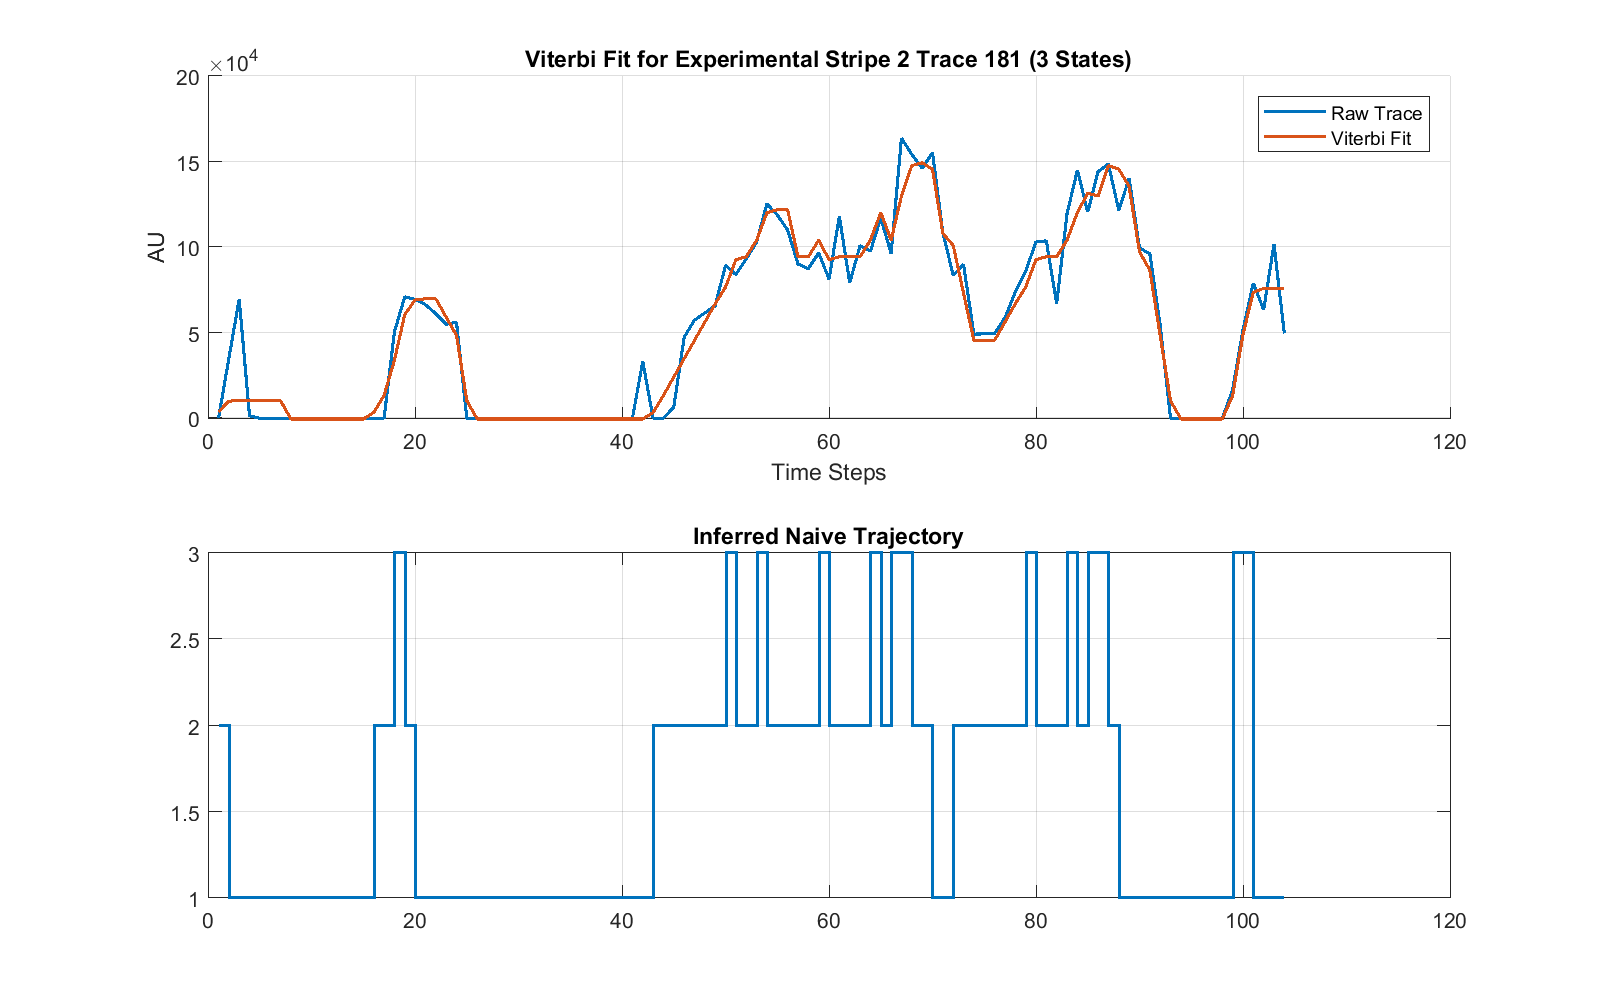 Viterbi Fit for Experimental Stripe 2 Trace 181 (3 States)
×10⁴
20
15
10
5
0
AU
Raw Trace
Viterbi Fit
0 20 40 60 80 100 120
Time Steps
Inferred Naive Trajectory
3
2.5
2
1.5
1
0 20 40 60 80 100 120